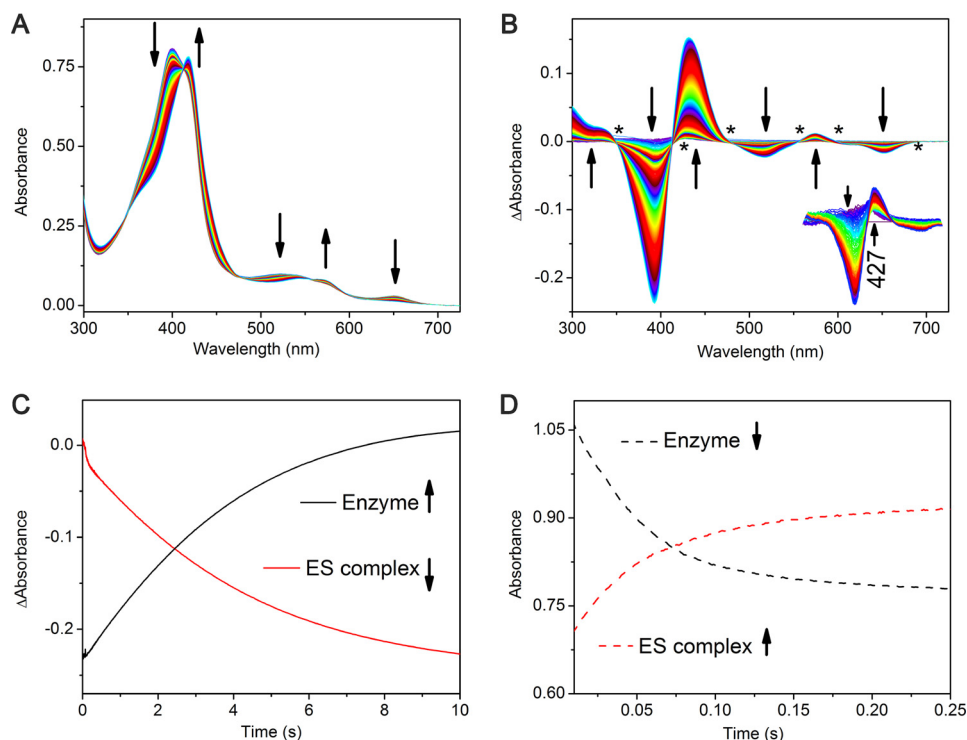 A
Absorbance
0.75
0.50
0.25
0.00
300 400 500 600 700
Wavelength (nm)
B
ΔAbsorbance
0.1
0.0
-0.1
-0.2
* * * * * *
427
300 400 500 600 700
Wavelength (nm)
C
ΔAbsorbance
0.0
-0.1
-0.2
Enzyme
ES complex
0 2 4 6 8 10
Time (s)
D
Absorbance
1.05
0.90
0.75
0.60
Enzyme
ES complex
0.05 0.10 0.15 0.20 0.25
Time (s)